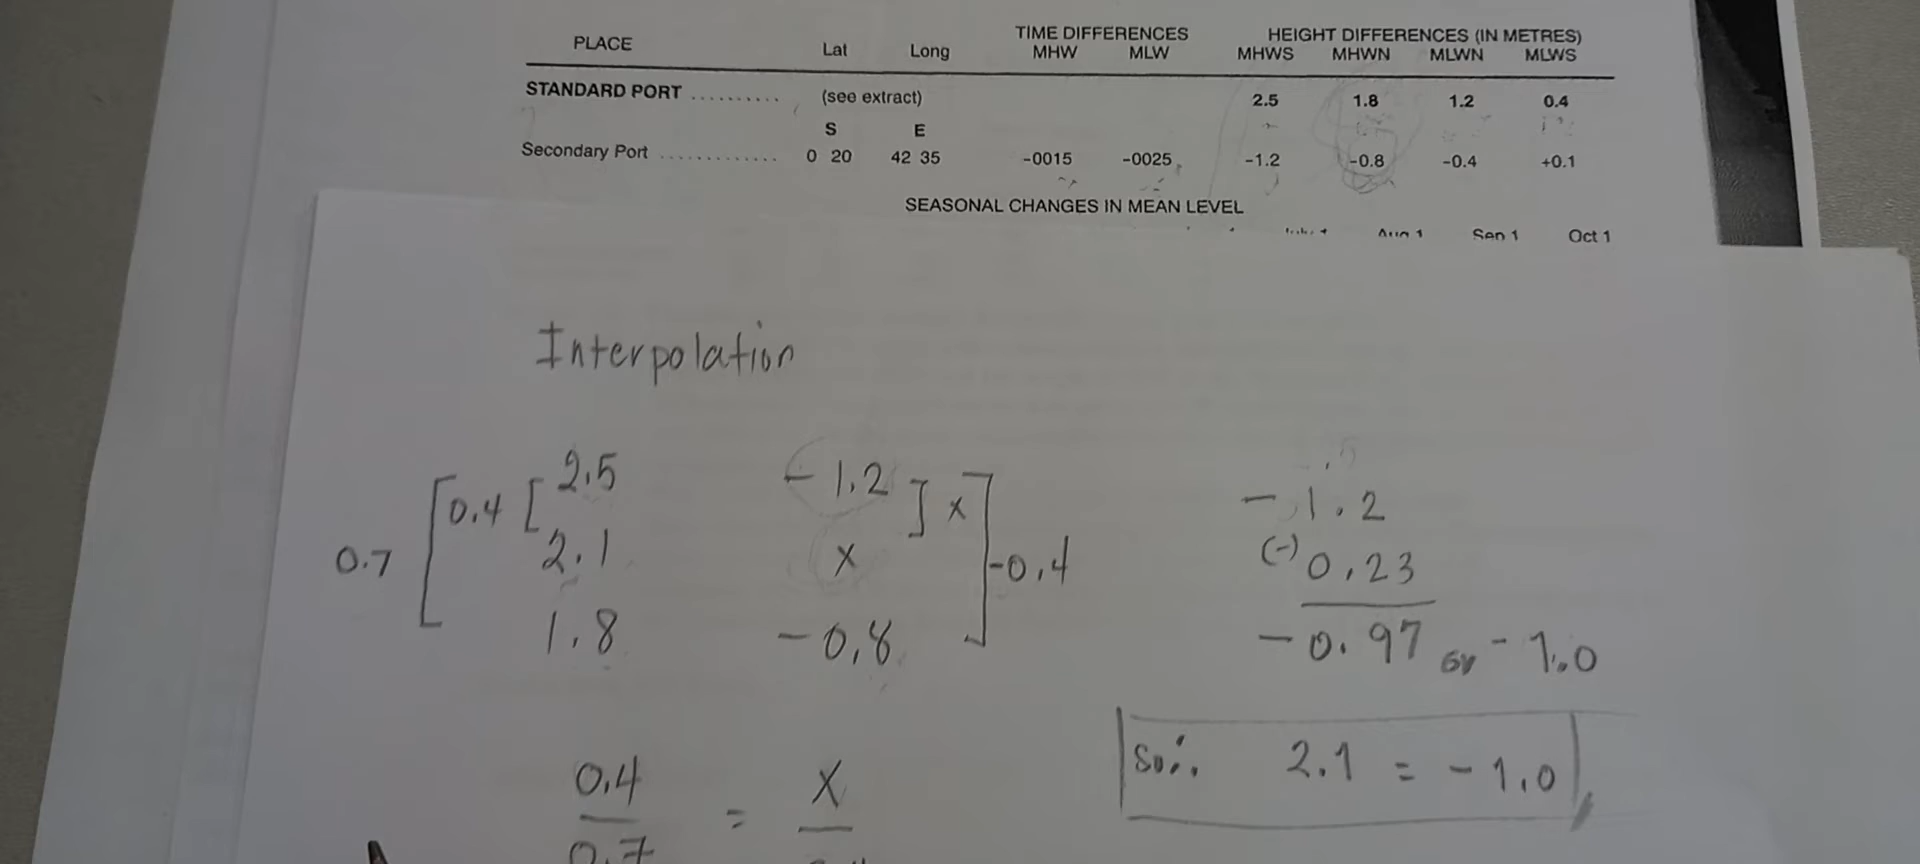 TIME DIFFERENCES HEIGHT DIFFERENCES (IN METRES)
PLACE Lat Long MHW MLW MHWS MHWN MLWN MLWS
STANDARD PORT .......... (see extract) 2.5 1.8 1.2 0.4
S E
Secondary Port ............. 0 20 42 35 -0015 -0025 -1.2 -0.8 -0.4 +0.1
SEASONAL CHANGES IN MEAN LEVEL
Aug 1 Sep 1 Oct 1
Interpolation
0.7 [ 0.4 [ 2.5 - 1.2 ] x ] -0.4
2.1 x
1.8 - 0.8
- 1.2
(-) 0.23
- 0.97 or - 1.0
So∴ 2.1 = - 1.0
0.4 = X
0.7